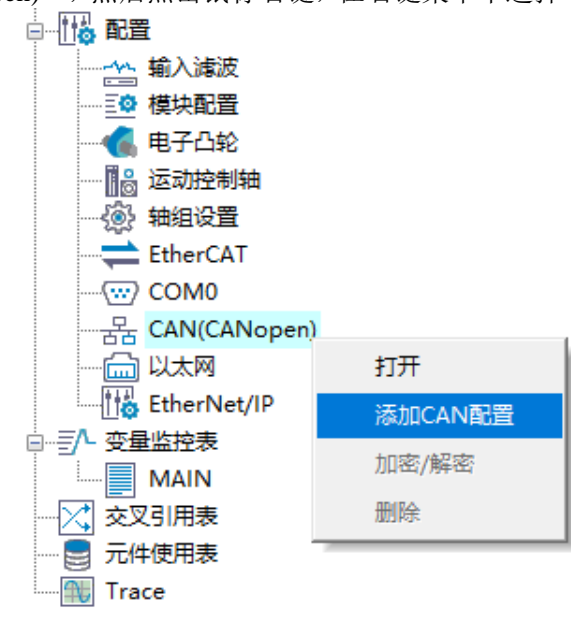 配置
输入滤波
模块配置
电子凸轮
运动控制轴
轴组设置
EtherCAT
COM0
CAN(CANopen)
以太网
EtherNet/IP
变量监控表
MAIN
交叉引用表
元件使用表
Trace
打开
添加CAN配置
加密/解密
删除